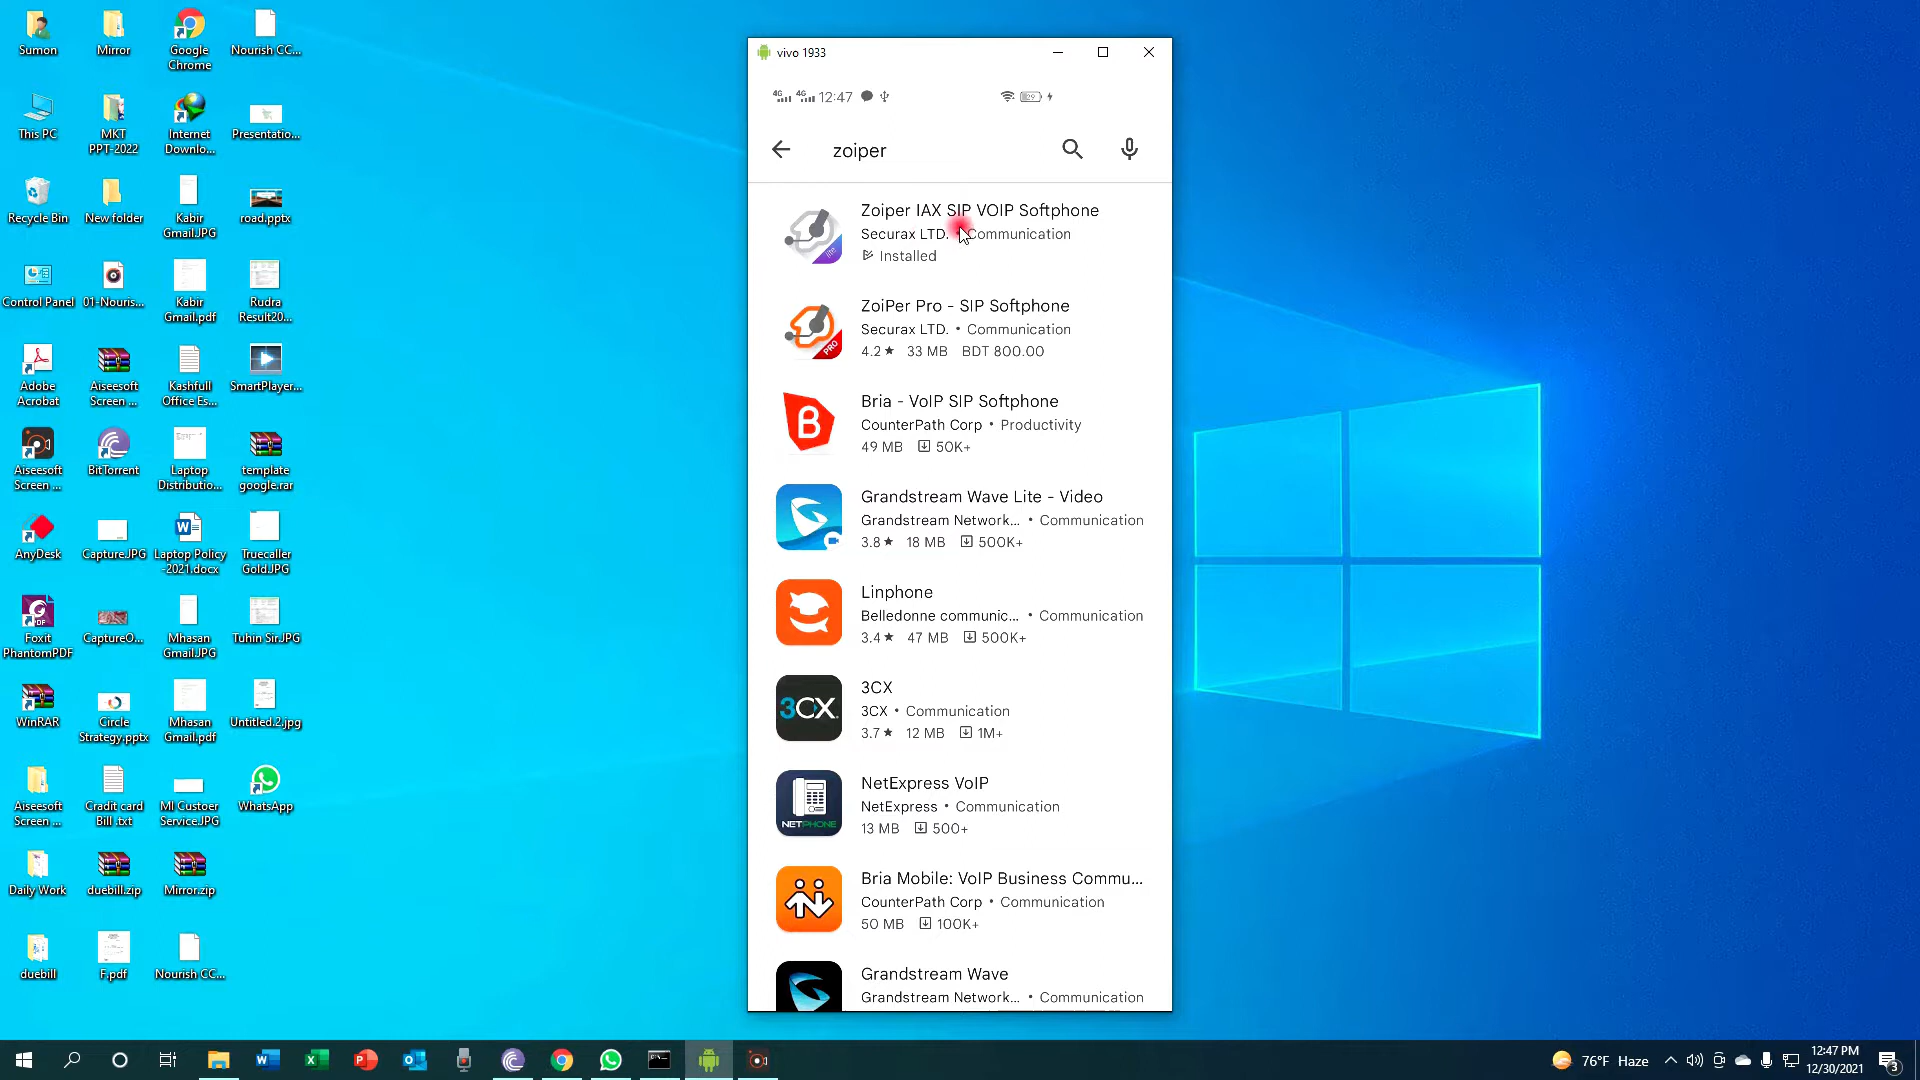 Sumon
Mirror
Google
Chrome
Nourish CC...
This PC
MKT
PPT-2022
Internet
Downlo...
Presentatio...
Recycle Bin
New folder
Kabir
Gmail.JPG
road.pptx
Control Panel
01-Nouris...
Kabir
Gmail.pdf
Rudra
Result20...
Adobe
Acrobat
Aiseesoft
Screen ...
Kashfull
Office Es...
SmartPlayer...
Aiseesoft
Screen ...
BitTorrent
Laptop
Distributio...
template
google.rar
AnyDesk
Capture.JPG
Laptop Policy
-2021.docx
Truecaller
Gold.JPG
Foxit
PhantomPDF
CaptureO...
Mhasan
Gmail.JPG
Tuhin Sir.JPG
WinRAR
Circle
Strategy.pptx
Mhasan
Gmail.pdf
Untitled.2.jpg
Aiseesoft
Screen ...
Cradit card
Bill .txt
MI Custoer
Service.JPG
WhatsApp
Daily Work
duebill.zip
Mirror.zip
duebill
F.pdf
Nourish CC...
vivo 1933
4G 4G 12:47
29
zoiper
Zoiper IAX SIP VOIP Softphone
Securax LTD. • Communication
Installed
lite
ZoiPer Pro - SIP Softphone
Securax LTD. • Communication
4.2★ 33 MB BDT 800.00
PRO
Bria - VoIP SIP Softphone
CounterPath Corp • Productivity
49 MB 50K+
B
Grandstream Wave Lite - Video
Grandstream Network... • Communication
3.8★ 18 MB 500K+
Linphone
Belledonne communic... • Communication
3.4★ 47 MB 500K+
3CX
3CX • Communication
3.7★ 12 MB 1M+
3CX.
NetExpress VoIP
NetExpress • Communication
13 MB 500+
NETPHONE
Bria Mobile: VoIP Business Commu...
CounterPath Corp • Communication
50 MB 100K+
Grandstream Wave
Grandstream Network... • Communication
76°F Haze
12:47 PM
12/30/2021
3